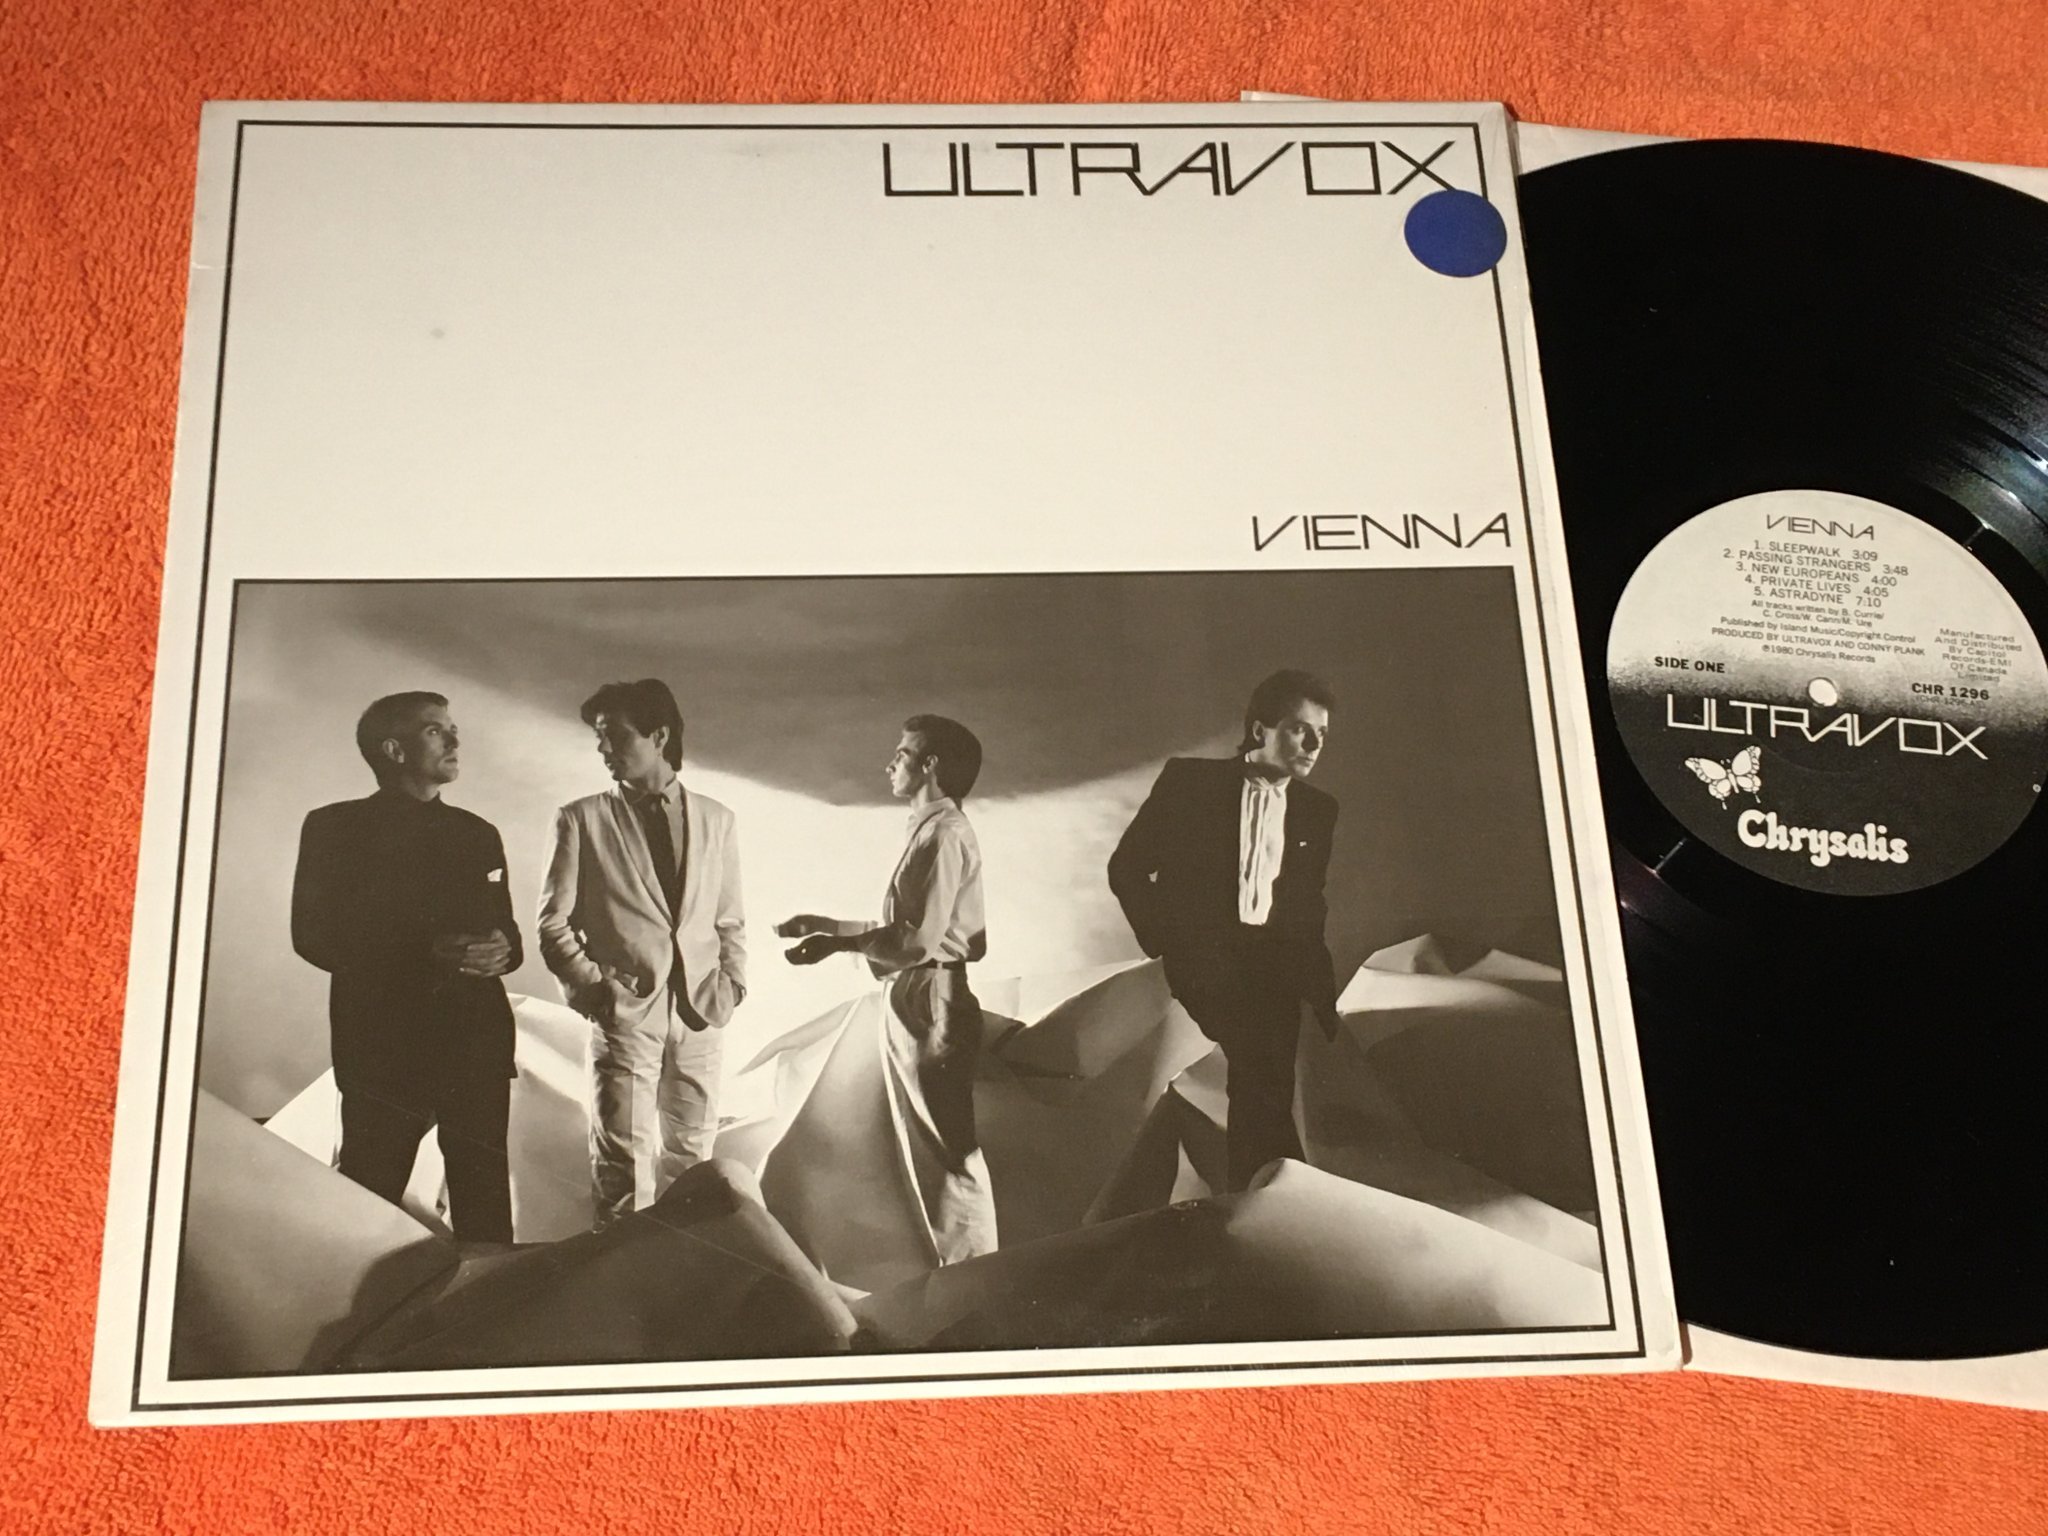 ULTRAVOX
VIENNA
VIENNA
1. SLEEPWALK 3:09
2. PASSING STRANGERS 3:48
3. NEW EUROPEANS 4:00
4. PRIVATE LIVES 4:05
5. ASTRADYNE 7:10
All tracks written by B. Currie/
C. Cross/W. Cann/M. Ure
Published by Island Music/Copyright Control
PRODUCED BY ULTRAVOX AND CONNY PLANK
℗1980 Chrysalis Records
Manufactured
And Distributed
By Capitol
Records-EMI
Of Canada
Limited
SIDE ONE
CHR 1296
ULTRAVOX
Chrysalis